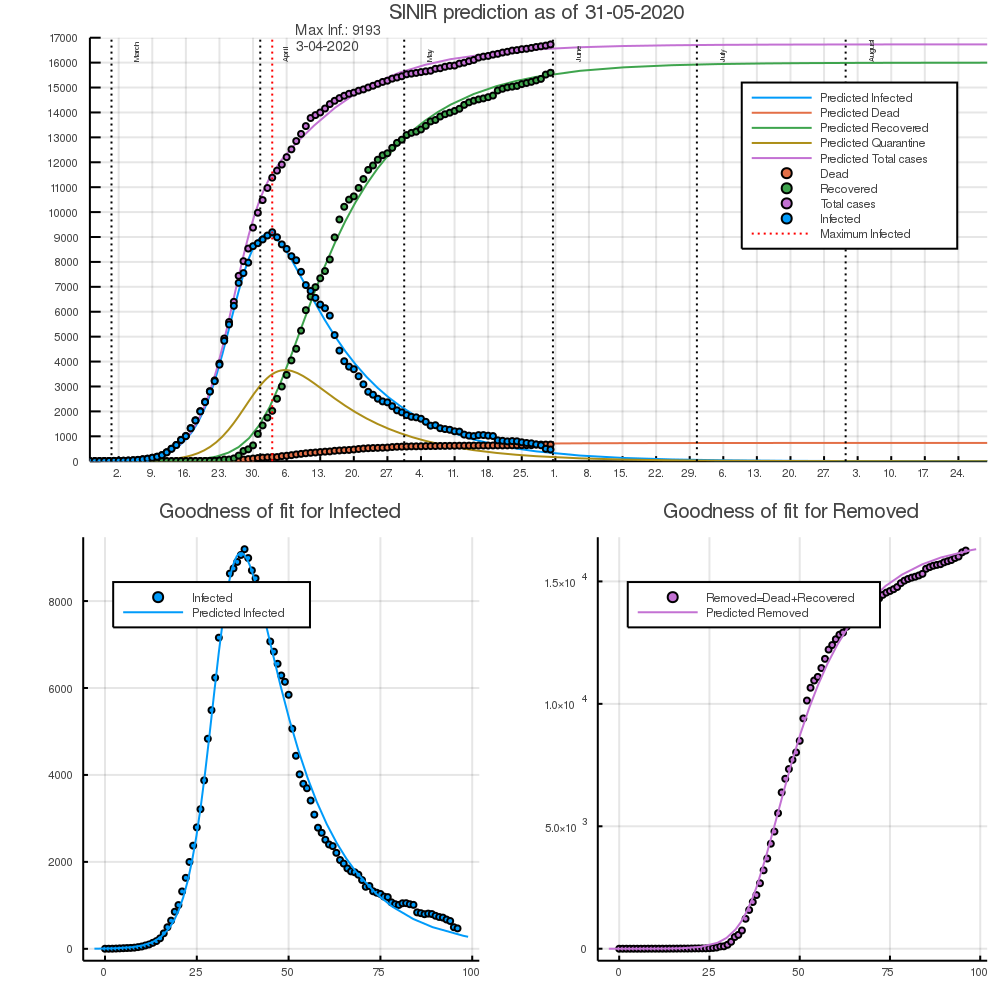 SINIR prediction as of 31-05-2020
Max Inf.: 9193
3-04-2020
March
April
May
June
July
August
17000
16000
15000
14000
13000
12000
11000
10000
9000
8000
7000
6000
5000
4000
3000
2000
1000
0
Predicted Infected
Predicted Dead
Predicted Recovered
Predicted Quarantine
Predicted Total cases
Dead
Recovered
Total cases
Infected
Maximum Infected
2. 9. 16. 23. 30. 6. 13. 20. 27. 4. 11. 18. 25. 1. 8. 15. 22. 29. 6. 13. 20. 27. 3. 10. 17. 24.
Goodness of fit for Infected
8000
6000
4000
2000
0
Infected
Predicted Infected
0 25 50 75 100
Goodness of fit for Removed
1.5×10 4
1.0×10 4
5.0×10 3
0
Removed=Dead+Recovered
Predicted Removed
0 25 50 75 100